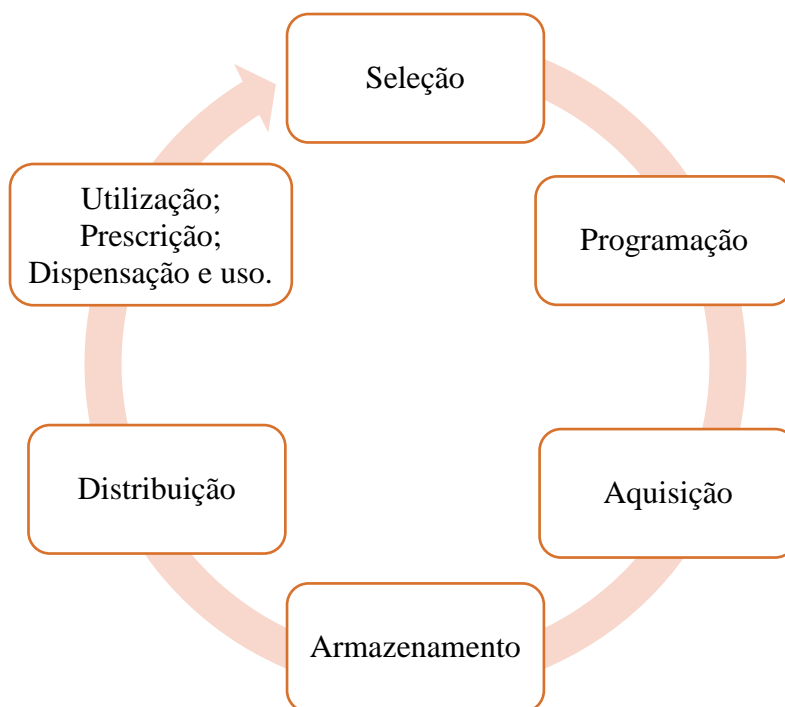 Seleção
Programação
Aquisição
Armazenamento
Distribuição
Utilização;
Prescrição;
Dispensação e uso.